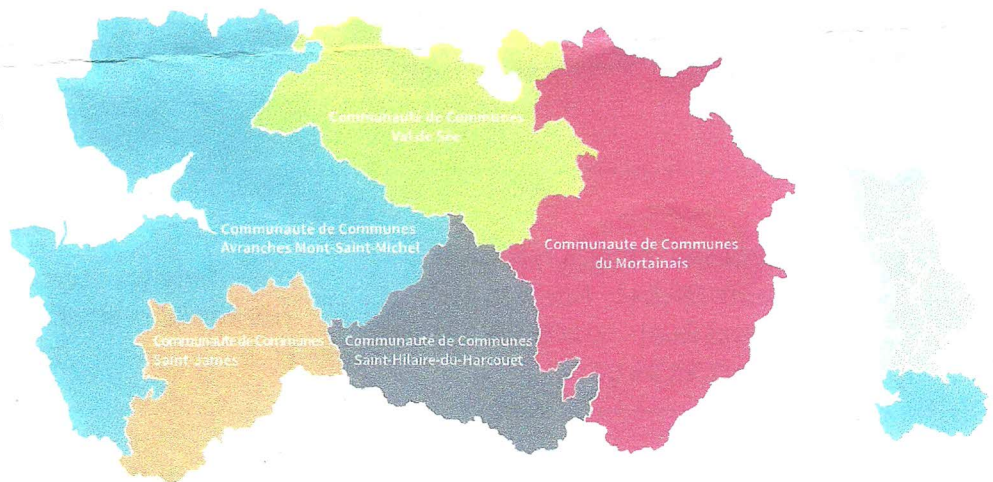 Communauté de Communes
Val de Sée
Communauté de Communes
Avranches Mont-Saint-Michel
Communauté de Communes
du Mortainais
Communauté de Communes
Saint-James
Communauté de Communes
Saint-Hilaire-du-Harcouët